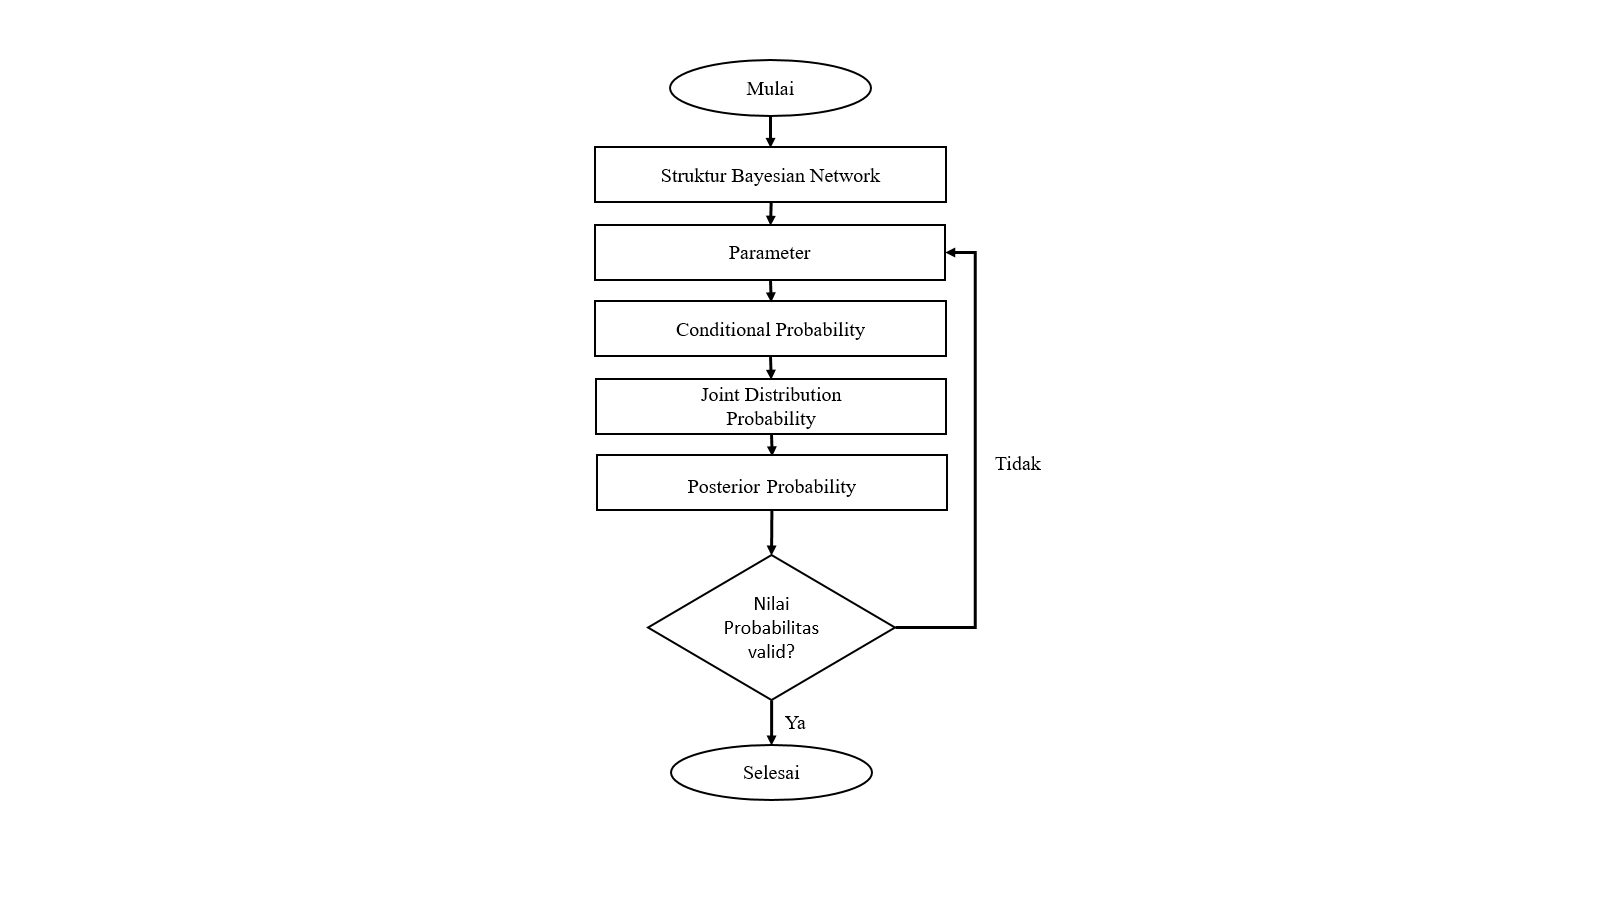 Mulai
Struktur Bayesian Network
Parameter
Conditional Probability
Joint Distribution
Probability
Posterior Probability
Tidak
Nilai
Probabilitas
valid?
Ya
Selesai